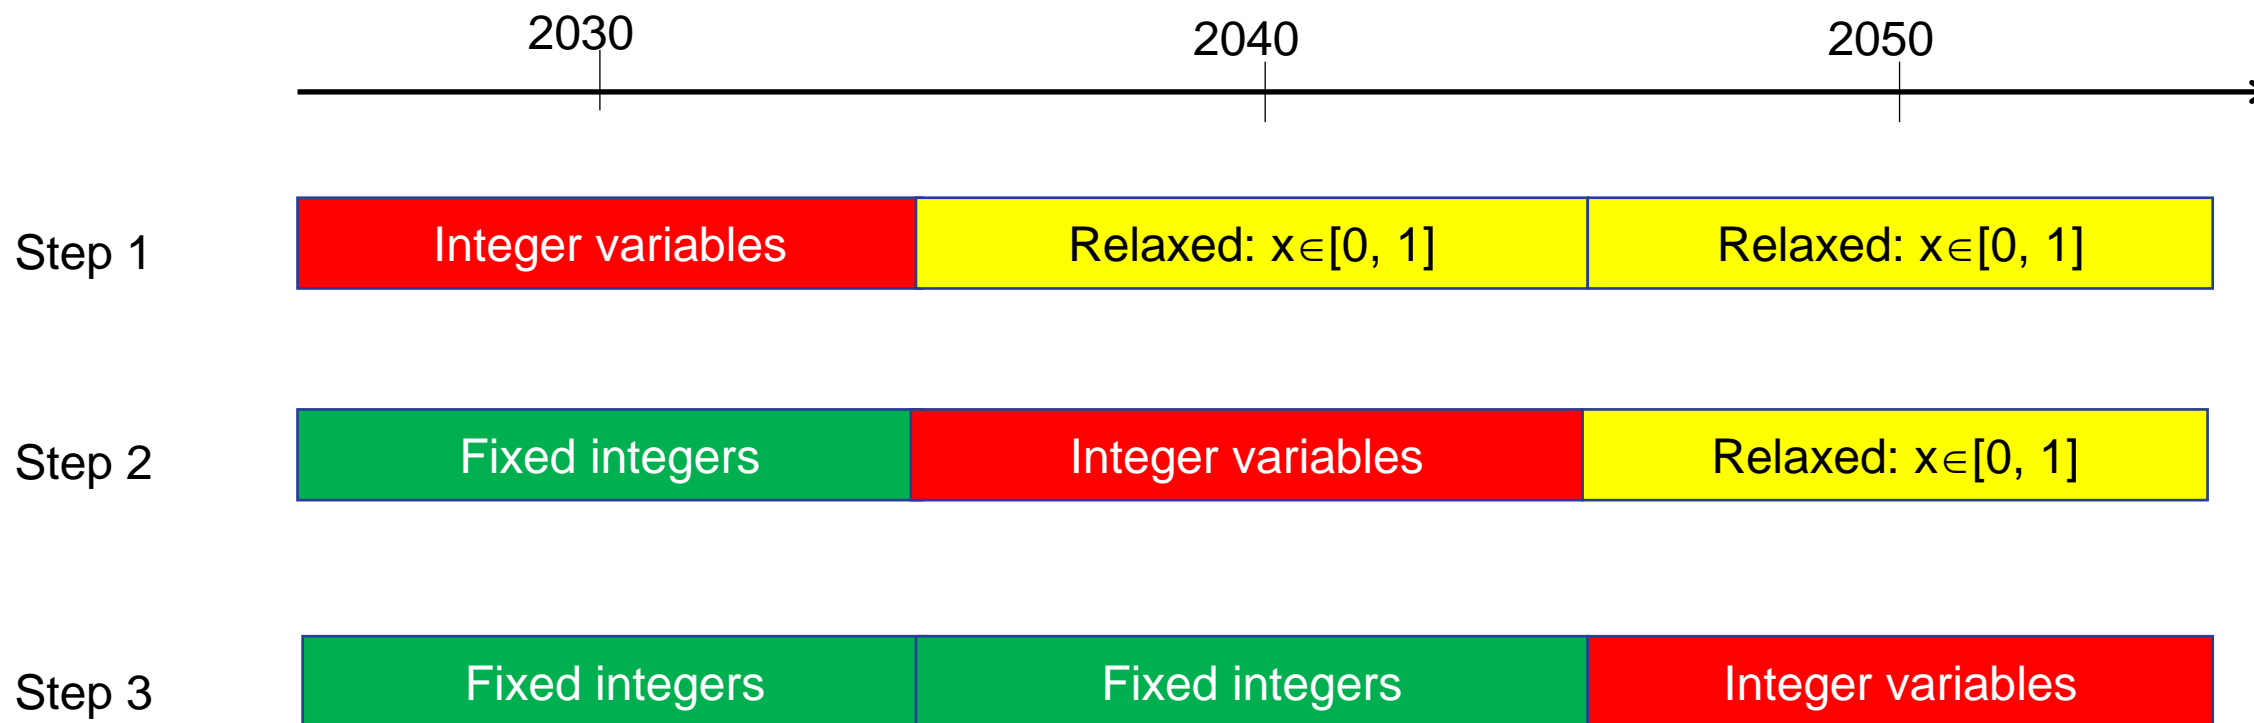 2030 2040 2050
Step 1 Integer variables Relaxed: x∈[0, 1] Relaxed: x∈[0, 1]
Step 2 Fixed integers Integer variables Relaxed: x∈[0, 1]
Step 3 Fixed integers Fixed integers Integer variables